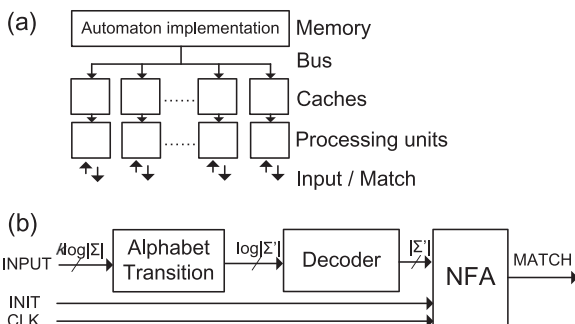 (a)
Automaton implementation
Memory
Bus
Caches
Processing units
Input / Match
(b)
INPUT
log|Σ|
Alphabet
Transition
log|Σ'|
Decoder
|Σ'|
NFA
MATCH
INIT
CLK